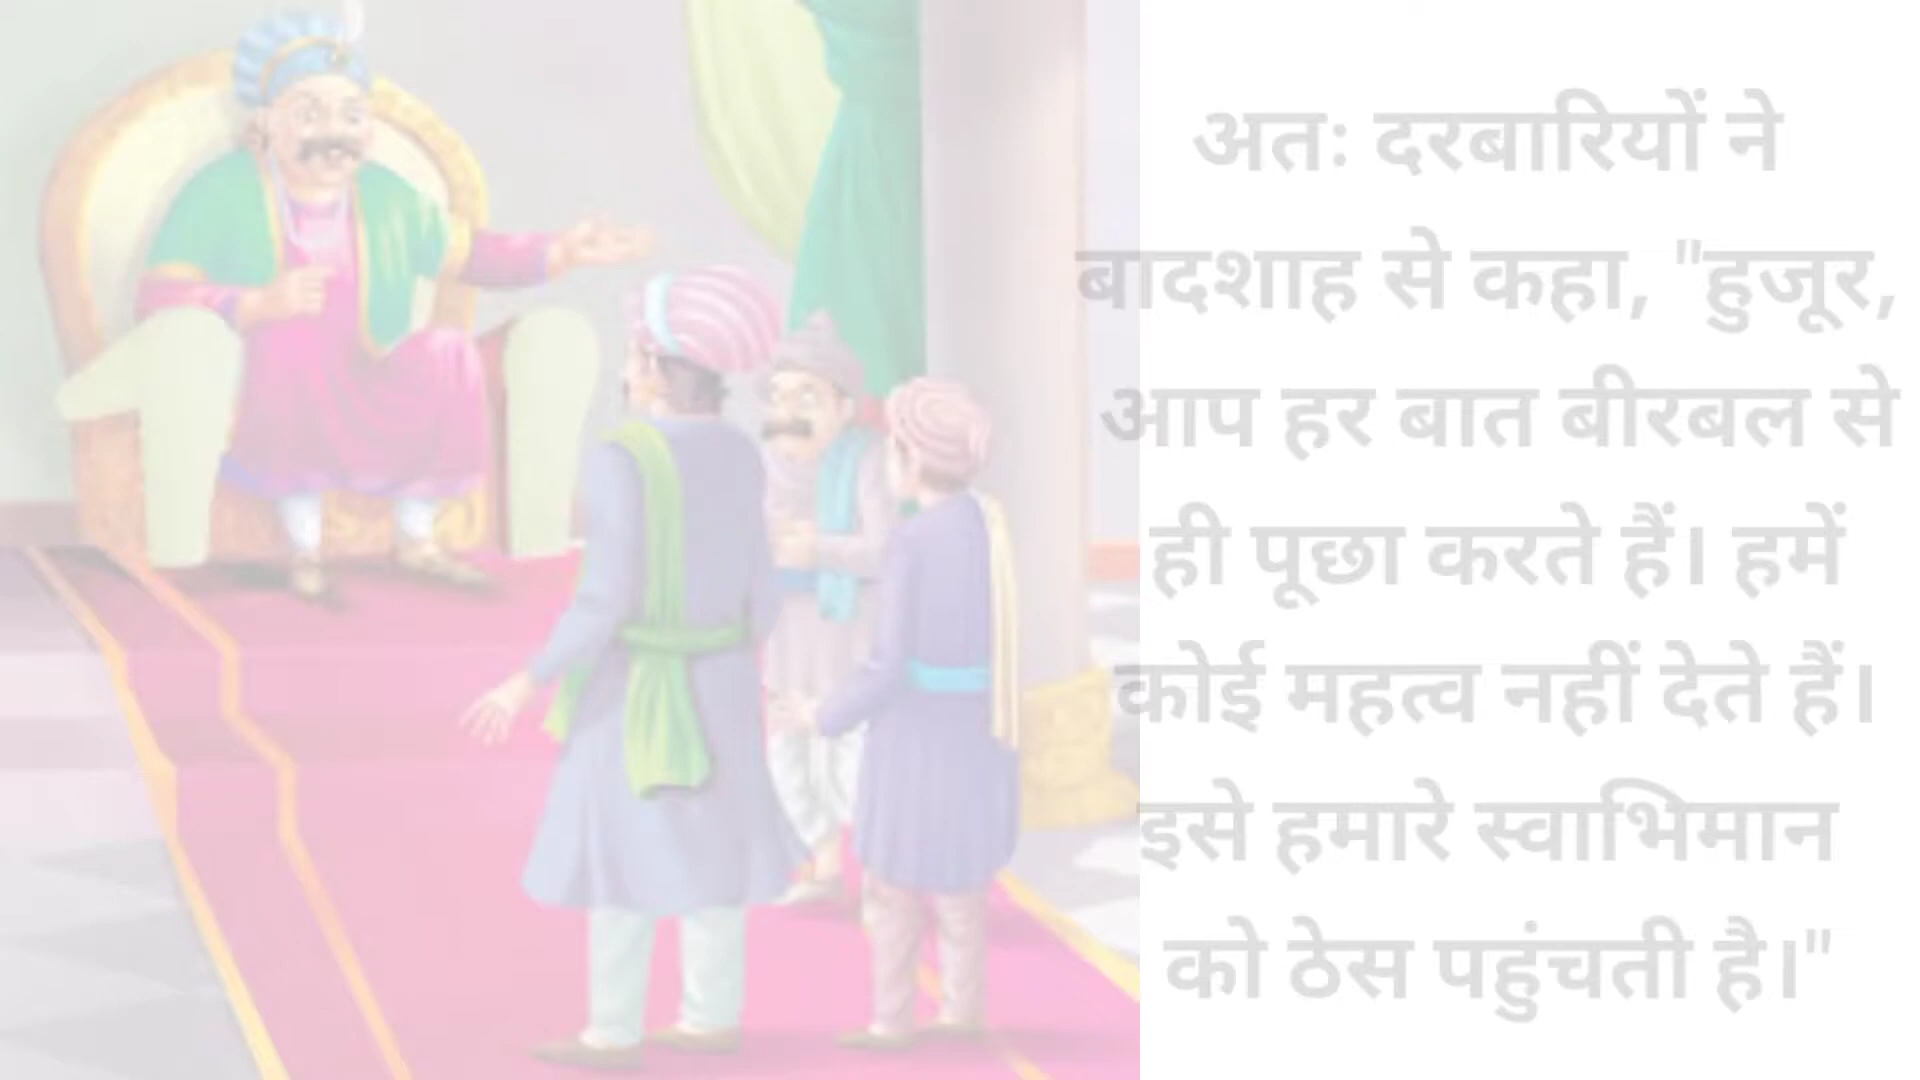 अतः दरबारियों ने
बादशाह से कहा, "हुजूर,
आप हर बात बीरबल से
ही पूछा करते हैं। हमें
कोई महत्व नहीं देते हैं।
इसे हमारे स्वाभिमान
को ठेस पहुंचती है।"